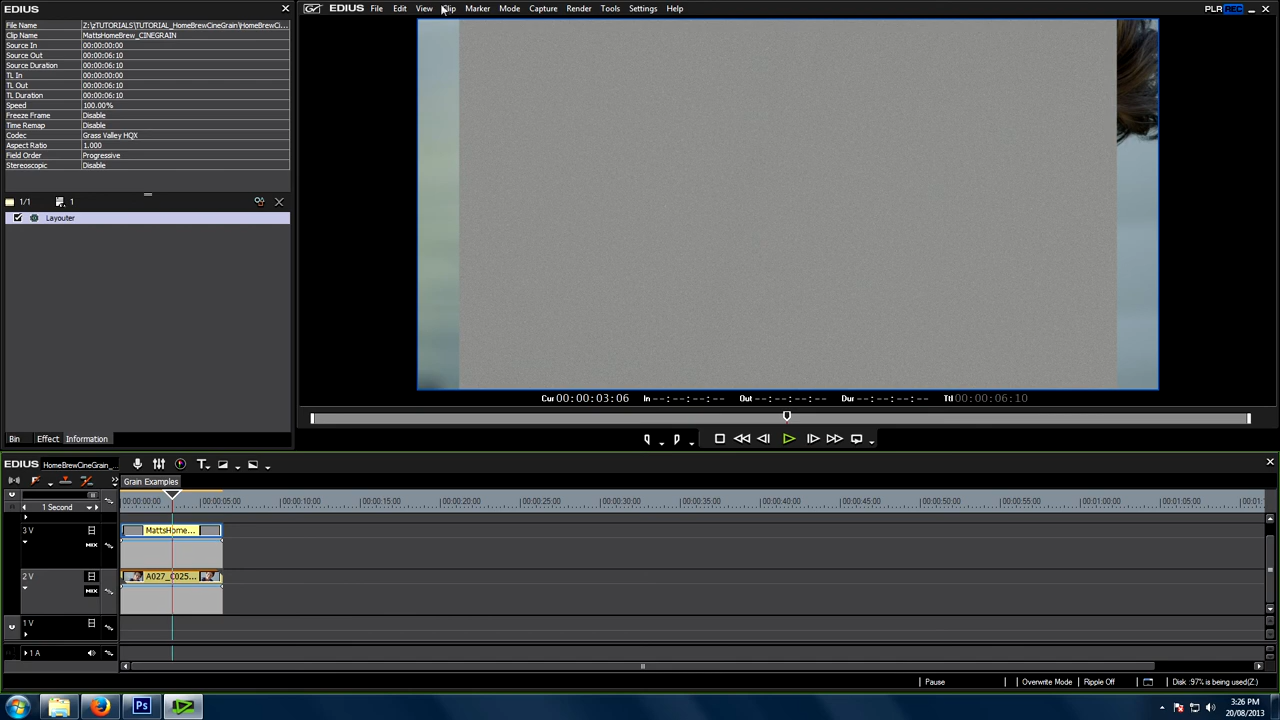 EDIUS
File Name Z:\zTUTORIALS\TUTORIAL_HomeBrewCineGrain\HomeBrewCi...
Clip Name MattsHomeBrew_CINEGRAIN
Source In 00:00:00:00
Source Out 00:00:06:10
Source Duration 00:00:06:10
TL In 00:00:00:00
TL Out 00:00:06:10
TL Duration 00:00:06:10
Speed 100.00%
Freeze Frame Disable
Time Remap Disable
Codec Grass Valley HQX
Aspect Ratio 1.000
Field Order Progressive
Stereoscopic Disable
1/1 1
Layouter
Bin Effect Information
EDIUS File Edit View Clip Marker Mode Capture Render Tools Settings Help PLR REC
Cur 00:00:03:06 In --:--:--:-- Out --:--:--:-- Dur --:--:--:-- Ttl 00:00:06:10
EDIUS HomeBrewCineGrain_...
Grain Examples
1 Second
00:00:00:00 00:00:05:00 00:00:10:00 00:00:15:00 00:00:20:00 00:00:25:00 00:00:30:00 00:00:35:00 00:00:40:00 00:00:45:00 00:00:50:00 00:00:55:00 00:01:00:00 00:01:05:00 00:01:10:00 00:01:1
3 V MattsHome...
MIX
2 V A027_C025...
MIX
1 V
1 A
Pause Overwrite Mode Ripple Off Disk :97% is being used(Z:)
Ps
3:26 PM
20/08/2013